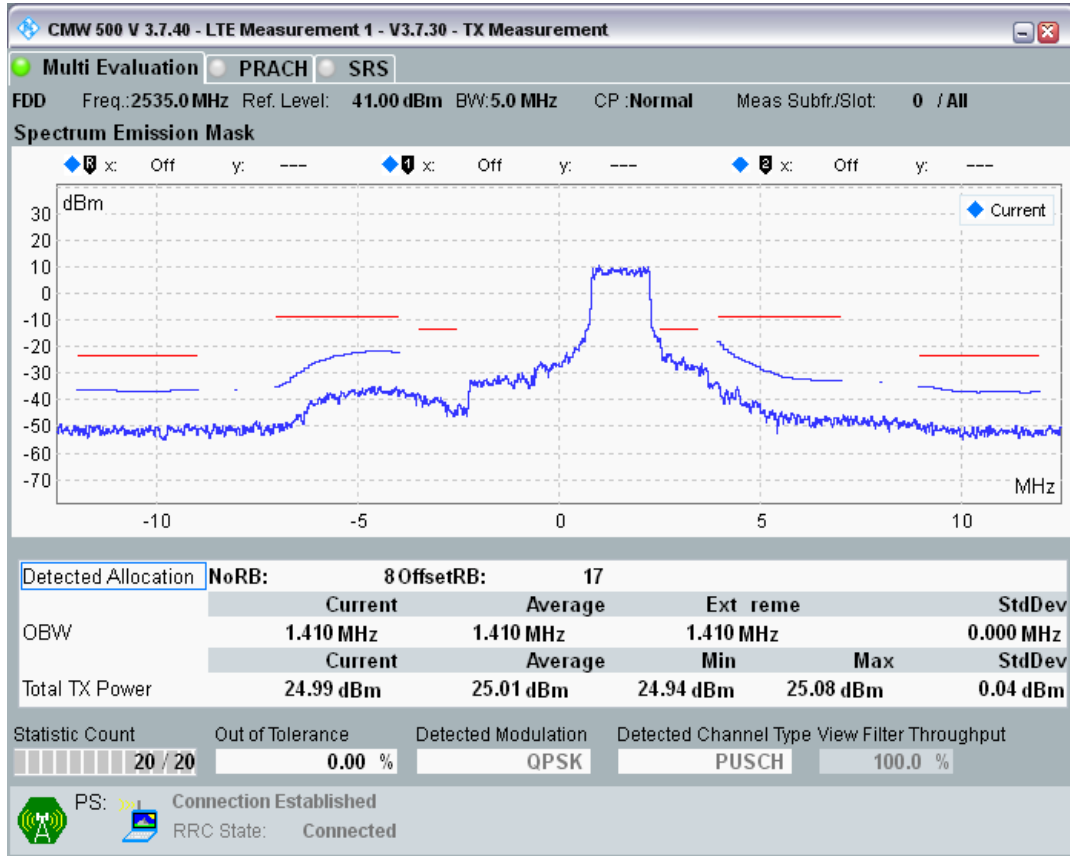 CMW 500 V 3.7.40 - LTE Measurement 1 - V3.7.30 - TX Measurement
Multi Evaluation PRACH SRS
FDD Freq.:2535.0 MHz Ref. Level: 41.00 dBm BW:5.0 MHz CP :Normal Meas Subfr./Slot: 0 / All
Spectrum Emission Mask
R x: Off y: --- 1 x: Off y: --- 2 x: Off y: ---
dBm
Current
30
20
10
0
-10
-20
-30
-40
-50
-60
-70
MHz
-10 -5 0 5 10
Detected Allocation NoRB: 8 OffsetRB: 17
Current Average Ext reme StdDev
OBW 1.410 MHz 1.410 MHz 1.410 MHz 0.000 MHz
Current Average Min Max StdDev
Total TX Power 24.99 dBm 25.01 dBm 24.94 dBm 25.08 dBm 0.04 dBm
Statistic Count Out of Tolerance Detected Modulation Detected Channel Type View Filter Throughput
20 / 20 0.00 % QPSK PUSCH 100.0 %
PS: Connection Established
RRC State: Connected